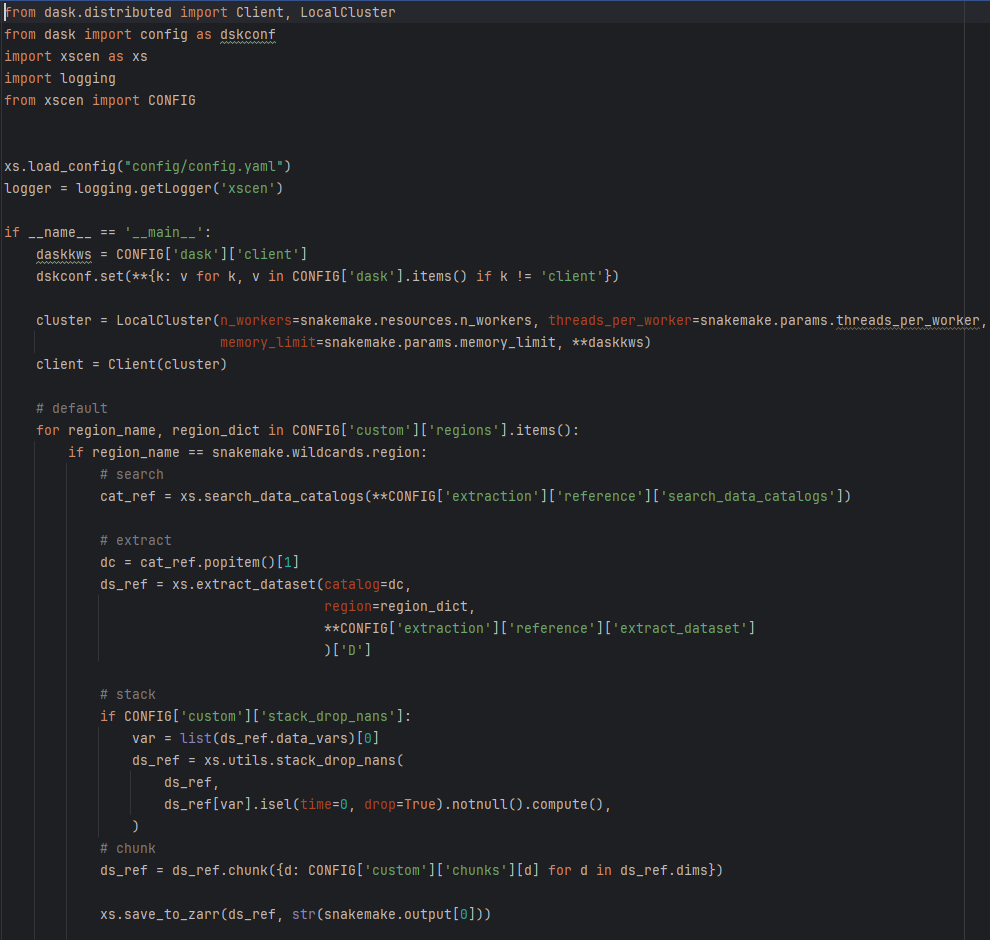 from dask.distributed import Client, LocalCluster
from dask import config as dskconf
import xscen as xs
import logging
from xscen import CONFIG
xs.load_config("config/config.yaml")
logger = logging.getLogger('xscen')
if __name__ == '__main__':
    daskkws = CONFIG['dask']['client']
    dskconf.set(**{k: v for k, v in CONFIG['dask'].items() if k != 'client'})
    cluster = LocalCluster(n_workers=snakemake.resources.n_workers, threads_per_worker=snakemake.params.threads_per_worker,
                           memory_limit=snakemake.params.memory_limit, **daskkws)
    client = Client(cluster)
    # default
    for region_name, region_dict in CONFIG['custom']['regions'].items():
        if region_name == snakemake.wildcards.region:
            # search
            cat_ref = xs.search_data_catalogs(**CONFIG['extraction']['reference']['search_data_catalogs'])
            # extract
            dc = cat_ref.popitem()[1]
            ds_ref = xs.extract_dataset(catalog=dc,
                                        region=region_dict,
                                        **CONFIG['extraction']['reference']['extract_dataset']
                                        )['D']
            # stack
            if CONFIG['custom']['stack_drop_nans']:
                var = list(ds_ref.data_vars)[0]
                ds_ref = xs.utils.stack_drop_nans(
                    ds_ref,
                    ds_ref[var].isel(time=0, drop=True).notnull().compute(),
                )
            # chunk
            ds_ref = ds_ref.chunk({d: CONFIG['custom']['chunks'][d] for d in ds_ref.dims})
            xs.save_to_zarr(ds_ref, str(snakemake.output[0]))